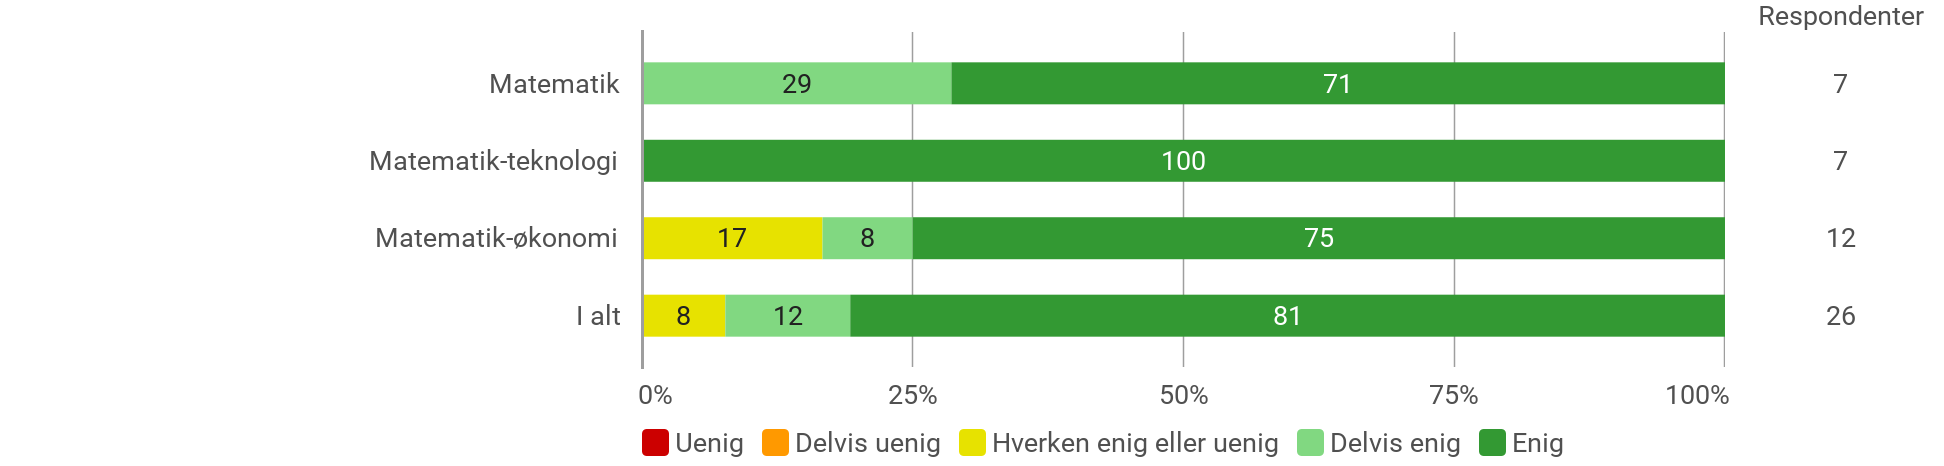 Respondenter
Matematik 29 71 7
Matematik-teknologi 100 7
Matematik-økonomi 17 8 75 12
I alt 8 12 81 26
0% 25% 50% 75% 100%
Uenig Delvis uenig Hverken enig eller uenig Delvis enig Enig